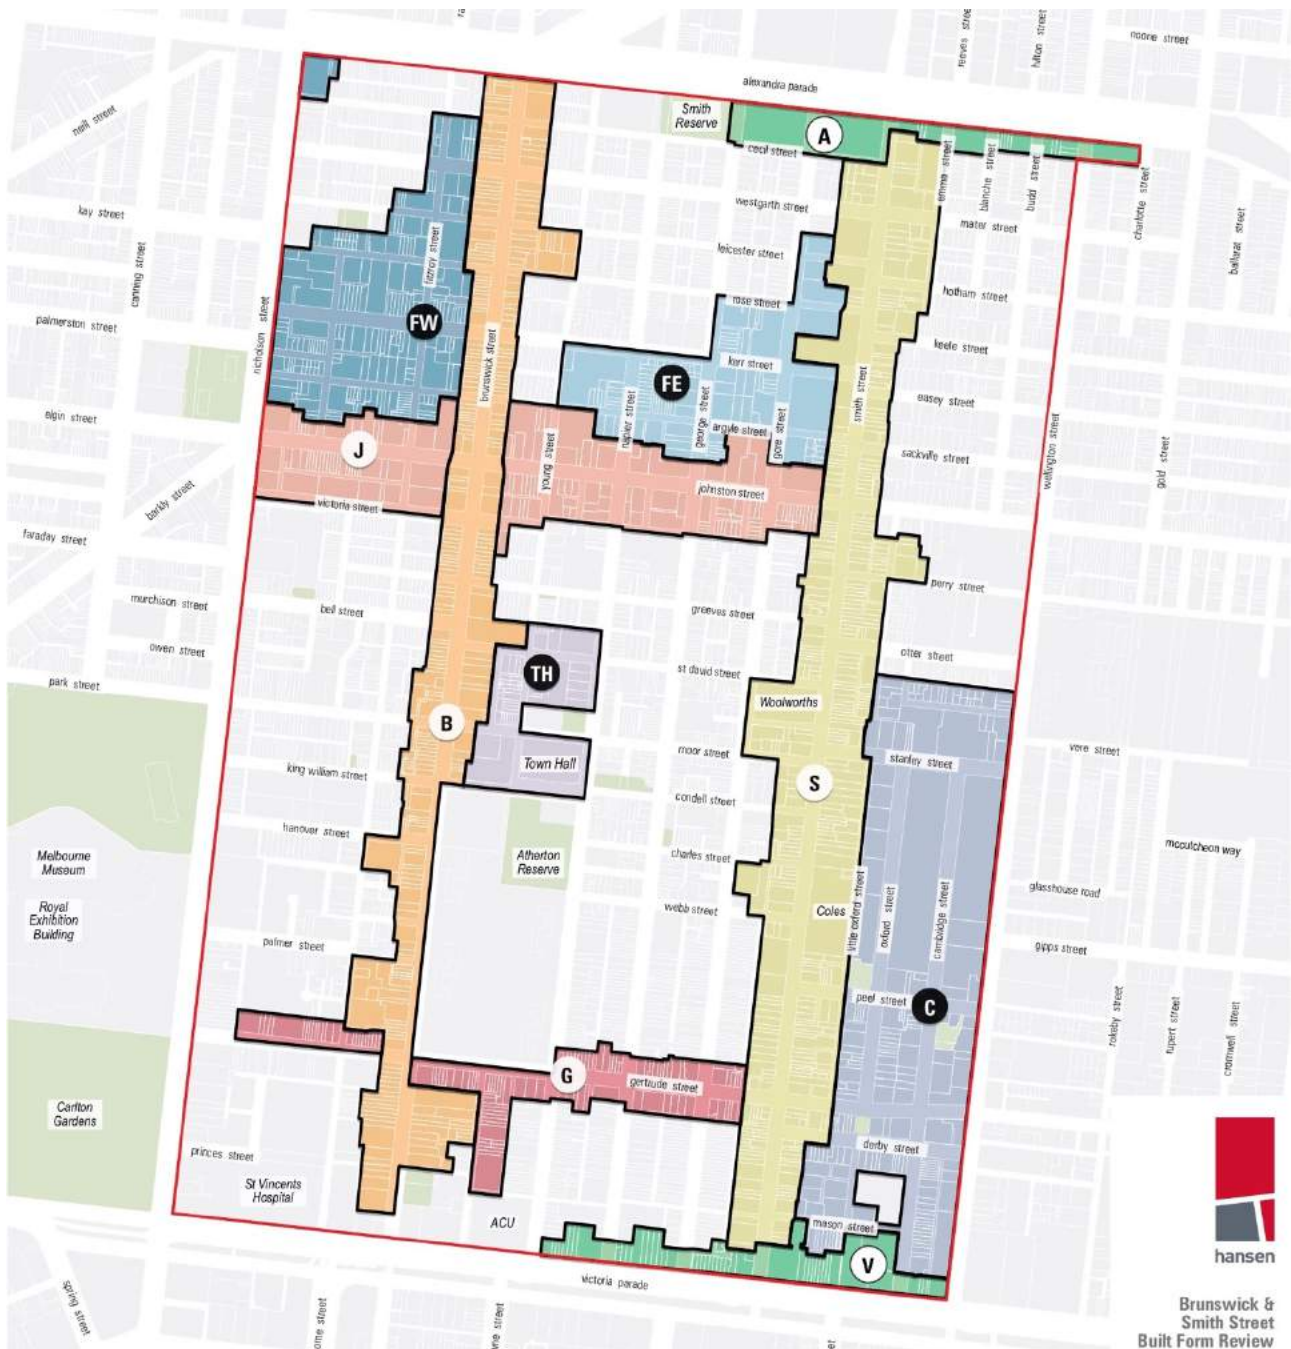 noone street
reeves street
hilton street
alexandra parade
Smith
Reserve
A
cecil street
neill street
emma street
blanche street
budd street
charlotte street
westgarth street
mater street
kay street
leicester street
ballarat street
canning street
fitzroy street
hotham street
rose street
nicholson street
palmerston street
FW
brunswick street
keele street
kerr street
FE
smith street
easey street
elgin street
napier street
george street
argyle street
gore street
wellington street
J
sackville street
gold street
young street
johnston street
barkly street
victoria street
faraday street
perry street
murchison street
bell street
greeves street
owen street
otter street
st david street
TH
park street
Woolworths
B
moor street
vere street
stanley street
Town Hall
king william street
S
condell street
hanover street
mccutcheon way
Melbourne
Museum
Atherton
Reserve
charles street
glasshouse road
webb street
Coles
little oxford street
oxford street
cambridge street
Royal
Exhibition
Building
palmer street
gipps street
peel street
C
rokeby street
rupert street
cromwell street
G
gertrude street
Carlton
Gardens
derby street
princes street
St Vincents
Hospital
ACU
mason street
V
hansen
victoria parade
spring street
Brunswick &
Smith Street
Built Form Review